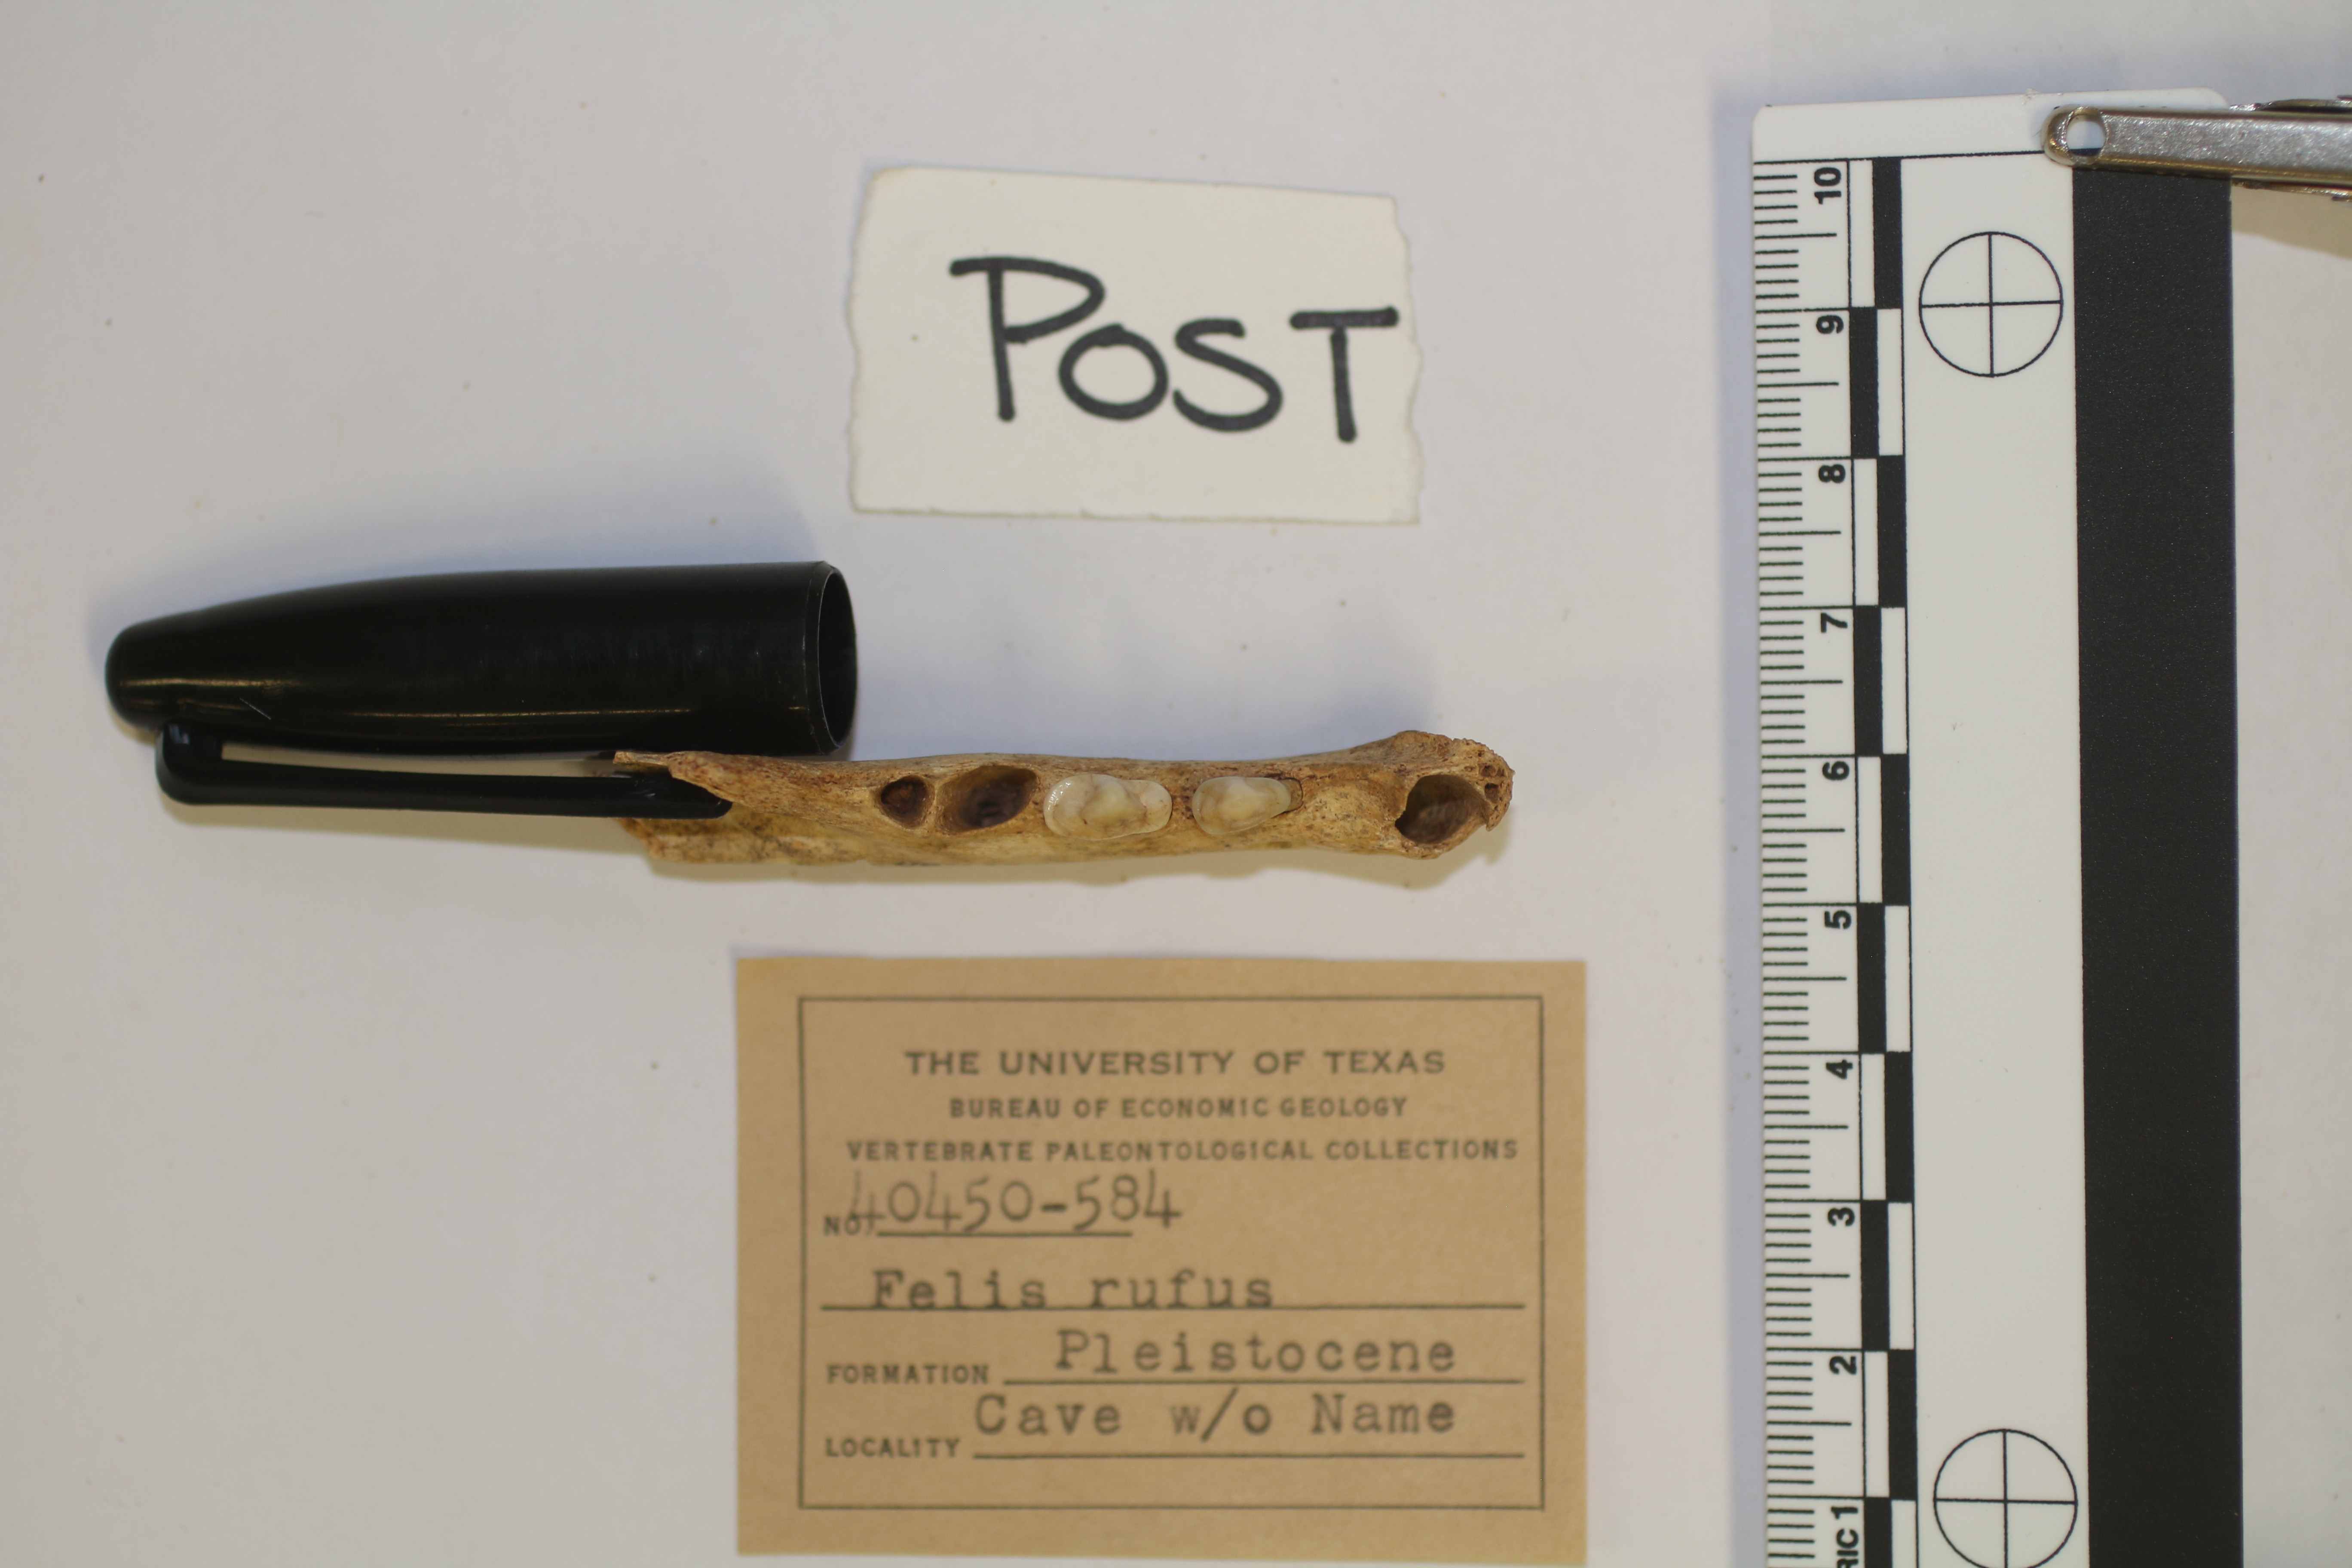 POST
THE UNIVERSITY OF TEXAS
BUREAU OF ECONOMIC GEOLOGY
VERTEBRATE PALEONTOLOGICAL COLLECTIONS
NO. 40450-584
Felis rufus
FORMATION Pleistocene
LOCALITY Cave w/o Name
10
9
8
7
6
5
4
3
2
RIC 1